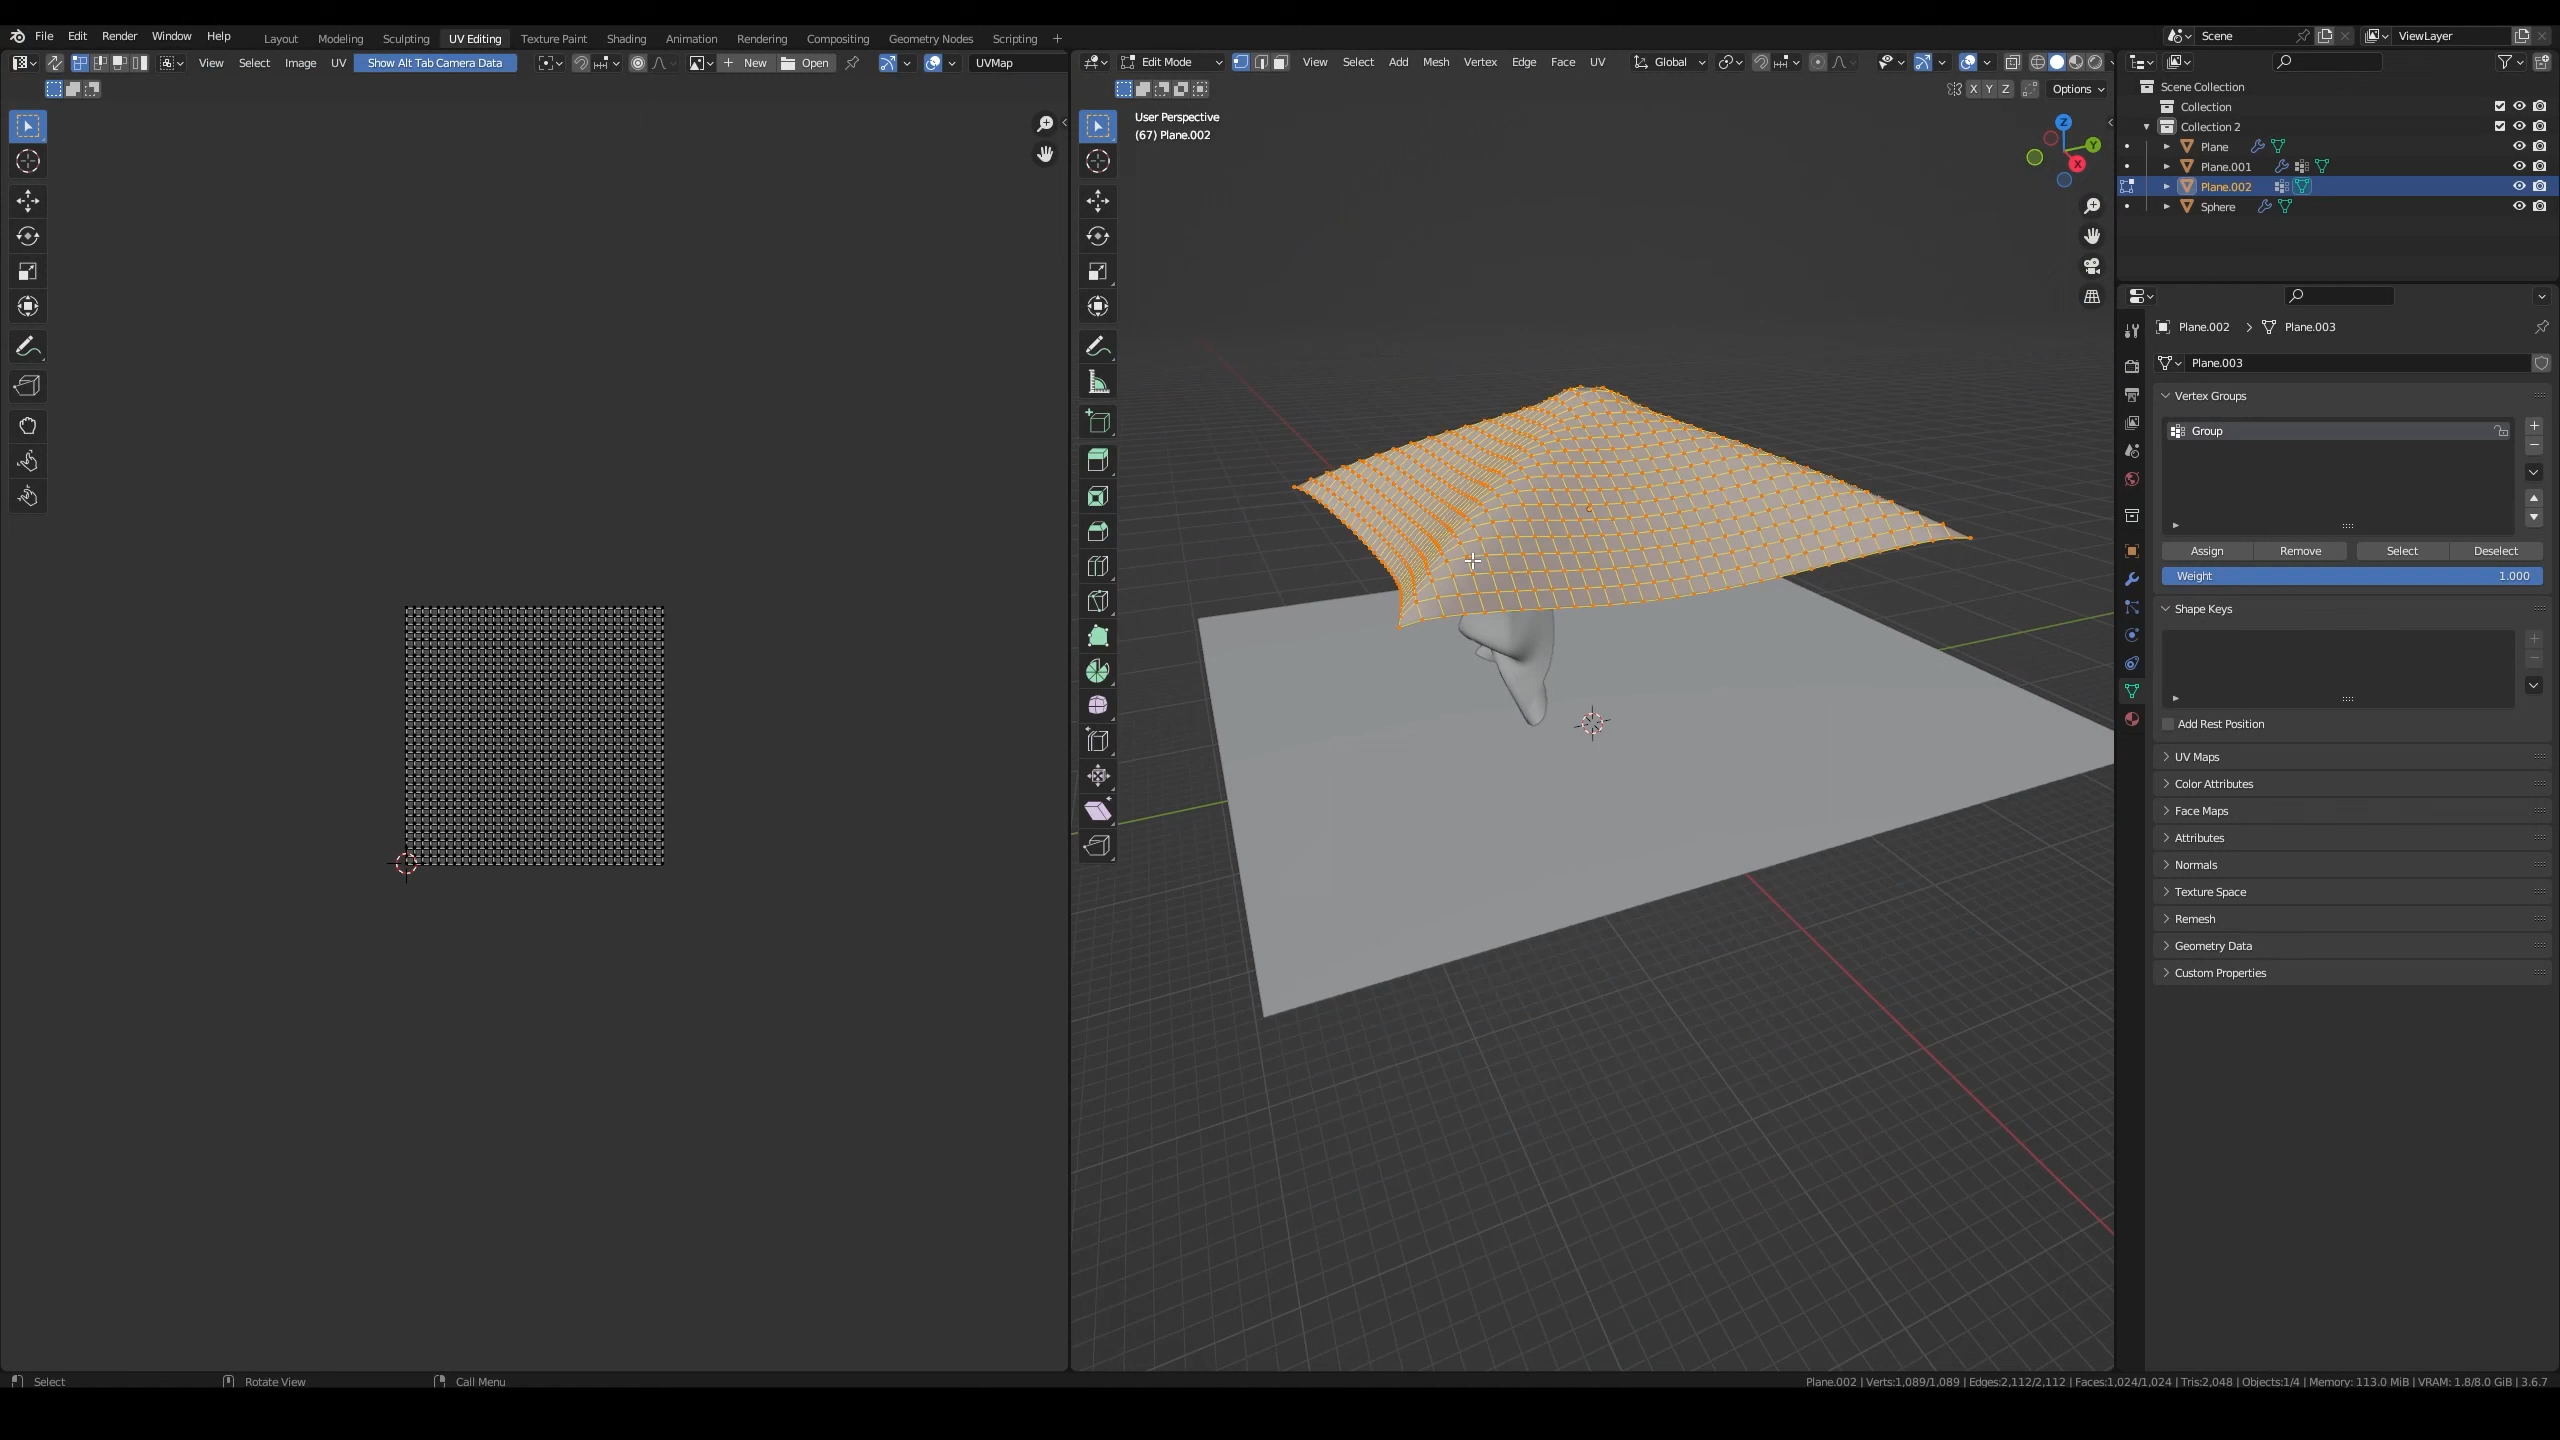 File Edit Render Window Help Layout Modeling Sculpting UV Editing Texture Paint Shading Animation Rendering Compositing Geometry Nodes Scripting + Scene ViewLayer
View Select Image UV Show Alt Tab Camera Data New Open UVMap
Edit Mode View Select Add Mesh Vertex Edge Face UV Global
X Y Z Options
User Perspective
(67) Plane.002
Z
Y
X
Scene Collection
Collection
Collection 2
Plane
Plane.001
Plane.002
Sphere
Plane.002 > Plane.003
Plane.003
Vertex Groups
Group
Assign Remove Select Deselect
Weight 1.000
Shape Keys
Add Rest Position
UV Maps
Color Attributes
Face Maps
Attributes
Normals
Texture Space
Remesh
Geometry Data
Custom Properties
Select Rotate View Call Menu
Plane.002 | Verts:1,089/1,089 | Edges:2,112/2,112 | Faces:1,024/1,024 | Tris:2,048 | Objects:1/4 | Memory: 113.0 MiB | VRAM: 1.8/8.0 GiB | 3.6.7